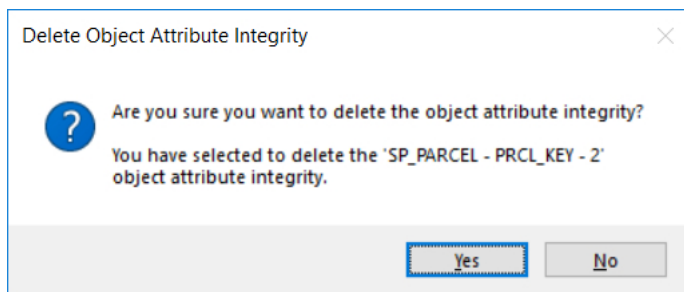 Delete Object Attribute Integrity
Are you sure you want to delete the object attribute integrity?
You have selected to delete the 'SP_PARCEL - PRCL_KEY - 2'
object attribute integrity.
Yes
No